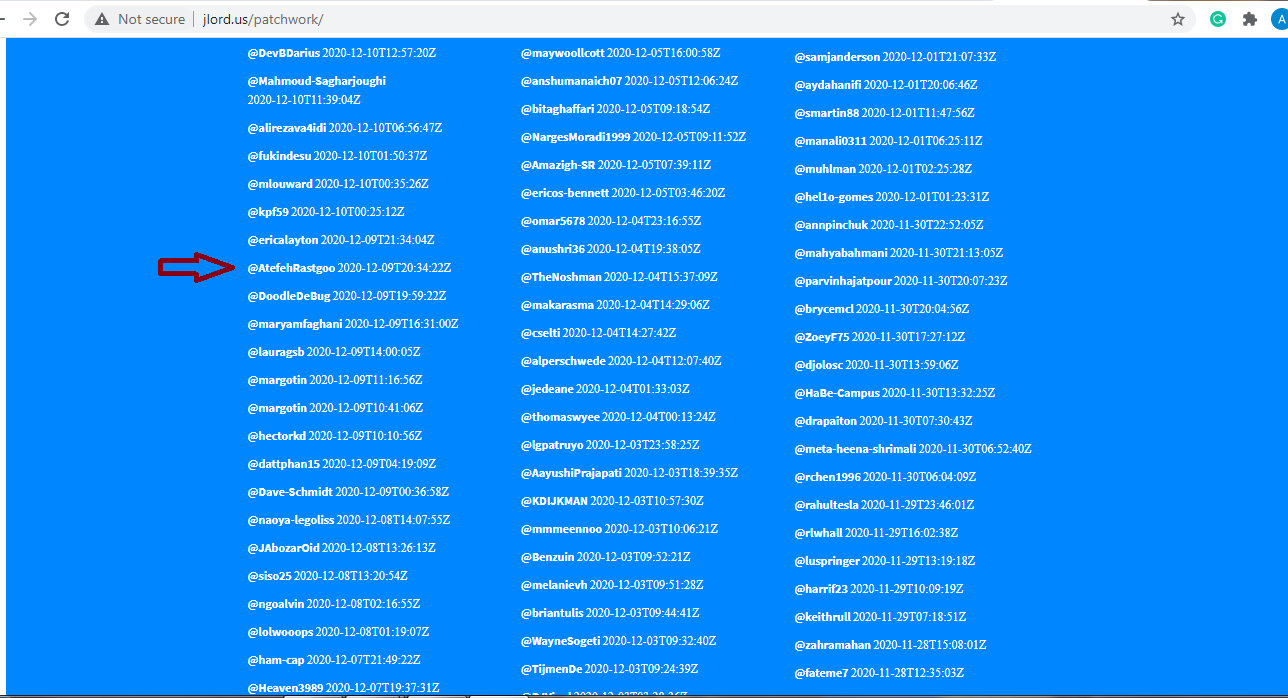 Not secure
jlord.us/patchwork/
A
@DevBDarius 2020-12-10T12:57:20Z
@Mahmoud-Sagharjoughi
2020-12-10T11:39:04Z
@alirezava4idi 2020-12-10T06:56:47Z
@fukindesu 2020-12-10T01:50:37Z
@mlouward 2020-12-10T00:35:26Z
@kpf59 2020-12-10T00:25:12Z
@ericalayton 2020-12-09T21:34:04Z
@AtefehRastgoo 2020-12-09T20:34:22Z
@DoodleDeBug 2020-12-09T19:59:22Z
@maryamfaghani 2020-12-09T16:31:00Z
@lauragsb 2020-12-09T14:00:05Z
@margotin 2020-12-09T11:16:56Z
@margotin 2020-12-09T10:41:06Z
@hectorkd 2020-12-09T10:10:56Z
@dattphan15 2020-12-09T04:19:09Z
@Dave-Schmidt 2020-12-09T00:36:58Z
@naoya-legoliss 2020-12-08T14:07:55Z
@JAbozarOid 2020-12-08T13:26:13Z
@siso25 2020-12-08T13:20:54Z
@ngoalvin 2020-12-08T02:16:55Z
@lolwooops 2020-12-08T01:19:07Z
@ham-cap 2020-12-07T21:49:22Z
@Heaven3989 2020-12-07T19:37:31Z
@maywoollcott 2020-12-05T16:00:58Z
@anshumanaich07 2020-12-05T12:06:24Z
@bitaghaffari 2020-12-05T09:18:54Z
@NargesMoradi1999 2020-12-05T09:11:52Z
@Amazigh-SR 2020-12-05T07:39:11Z
@ericos-bennett 2020-12-05T03:46:20Z
@omar5678 2020-12-04T23:16:55Z
@anushri36 2020-12-04T19:38:05Z
@TheNoshman 2020-12-04T15:37:09Z
@makarasma 2020-12-04T14:29:06Z
@cselti 2020-12-04T14:27:42Z
@alperschwede 2020-12-04T12:07:40Z
@jedeane 2020-12-04T01:33:03Z
@thomaswyee 2020-12-04T00:13:24Z
@lgpatruyo 2020-12-03T23:58:25Z
@AayushiPrajapati 2020-12-03T18:39:35Z
@KDIJKMAN 2020-12-03T10:57:30Z
@mmmeennoo 2020-12-03T10:06:21Z
@Benzuin 2020-12-03T09:52:21Z
@melanievh 2020-12-03T09:51:28Z
@briantulis 2020-12-03T09:44:41Z
@WayneSogeti 2020-12-03T09:32:40Z
@TijmenDe 2020-12-03T09:24:39Z
@samjanderson 2020-12-01T21:07:33Z
@aydahanifi 2020-12-01T20:06:46Z
@smartin88 2020-12-01T11:47:56Z
@manali0311 2020-12-01T06:25:11Z
@muhlman 2020-12-01T02:25:28Z
@hel1o-gomes 2020-12-01T01:23:31Z
@annpinchuk 2020-11-30T22:52:05Z
@mahyabahmani 2020-11-30T21:13:05Z
@parvinhajatpour 2020-11-30T20:07:23Z
@brycemcl 2020-11-30T20:04:56Z
@ZoeyF75 2020-11-30T17:27:12Z
@djolosc 2020-11-30T13:59:06Z
@HaBe-Campus 2020-11-30T13:32:25Z
@drapaiton 2020-11-30T07:30:43Z
@meta-heena-shrimali 2020-11-30T06:52:40Z
@rchen1996 2020-11-30T06:04:09Z
@rahultesla 2020-11-29T23:46:01Z
@rlwhall 2020-11-29T16:02:38Z
@luspringer 2020-11-29T13:19:18Z
@harrif23 2020-11-29T10:09:19Z
@keithrull 2020-11-29T07:18:51Z
@zahramahan 2020-11-28T15:08:01Z
@fateme7 2020-11-28T12:35:03Z